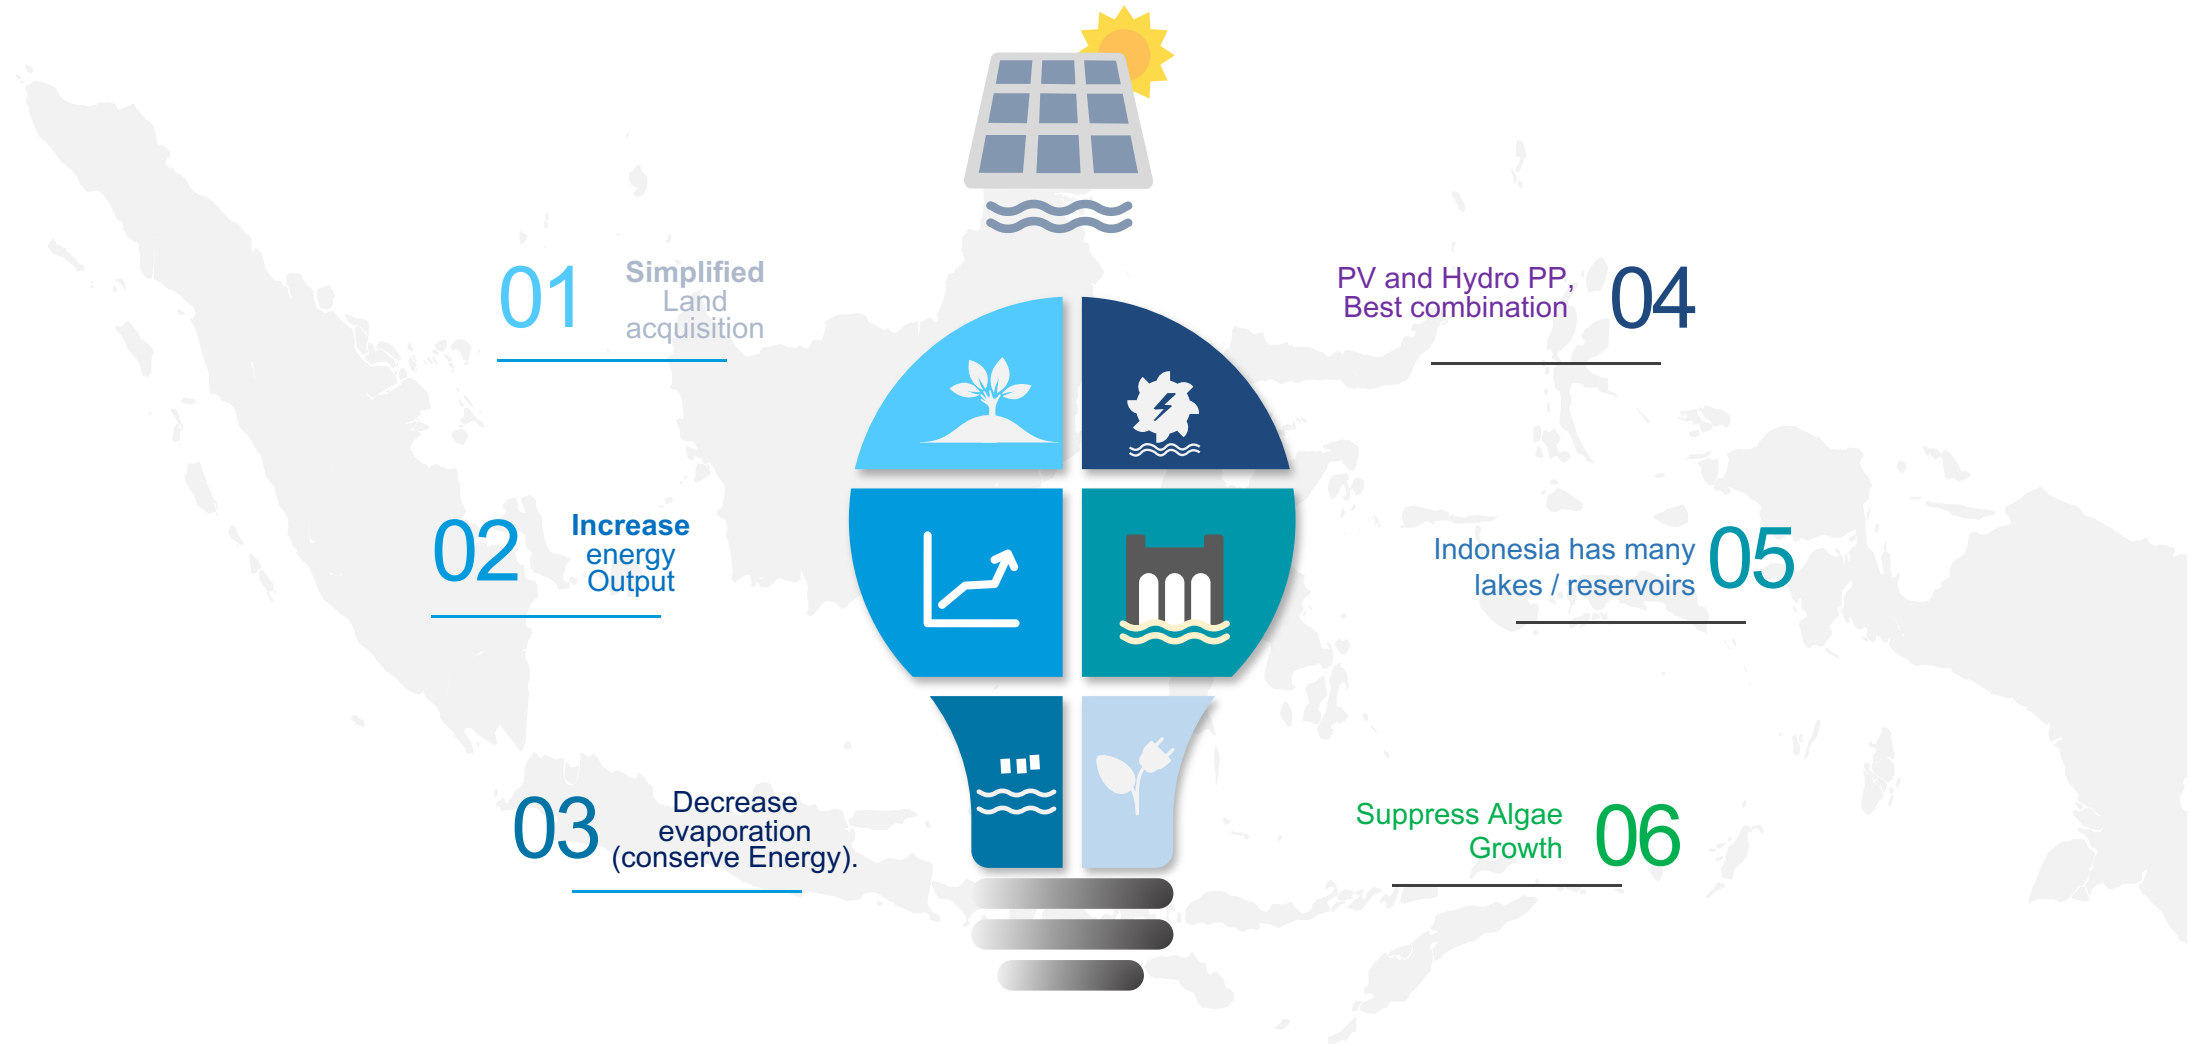 01
Simplified
Land
acquisition
02
Increase
energy
Output
03
Decrease
evaporation
(conserve Energy).
PV and Hydro PP,
Best combination
04
Indonesia has many
lakes / reservoirs
05
Suppress Algae
Growth
06